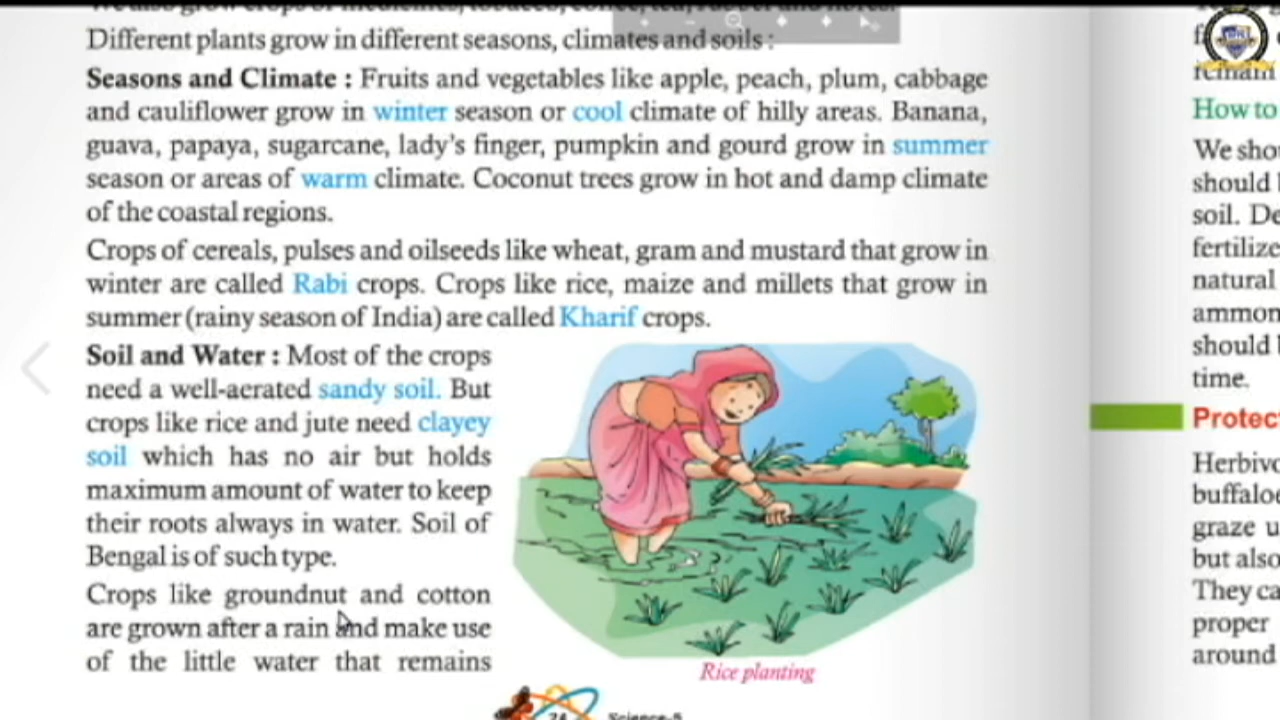 Different plants grow in different seasons, climates and soils :
Seasons and Climate : Fruits and vegetables like apple, peach, plum, cabbage
and cauliflower grow in winter season or cool climate of hilly areas. Banana,
guava, papaya, sugarcane, lady's finger, pumpkin and gourd grow in summer
season or areas of warm climate. Coconut trees grow in hot and damp climate
of the coastal regions.
Crops of cereals, pulses and oilseeds like wheat, gram and mustard that grow in
winter are called Rabi crops. Crops like rice, maize and millets that grow in
summer (rainy season of India) are called Kharif crops.
Soil and Water : Most of the crops
need a well-aerated sandy soil. But
crops like rice and jute need clayey
soil which has no air but holds
maximum amount of water to keep
their roots always in water. Soil of
Bengal is of such type.
Crops like groundnut and cotton
are grown after a rain and make use
of the little water that remains
Rice planting
24 Science-5
remain
How to
We shou
should
soil. De
fertilize
natural
ammon
should
time.
Protec
Herbivo
buffaloe
graze u
but also
They ca
proper
around